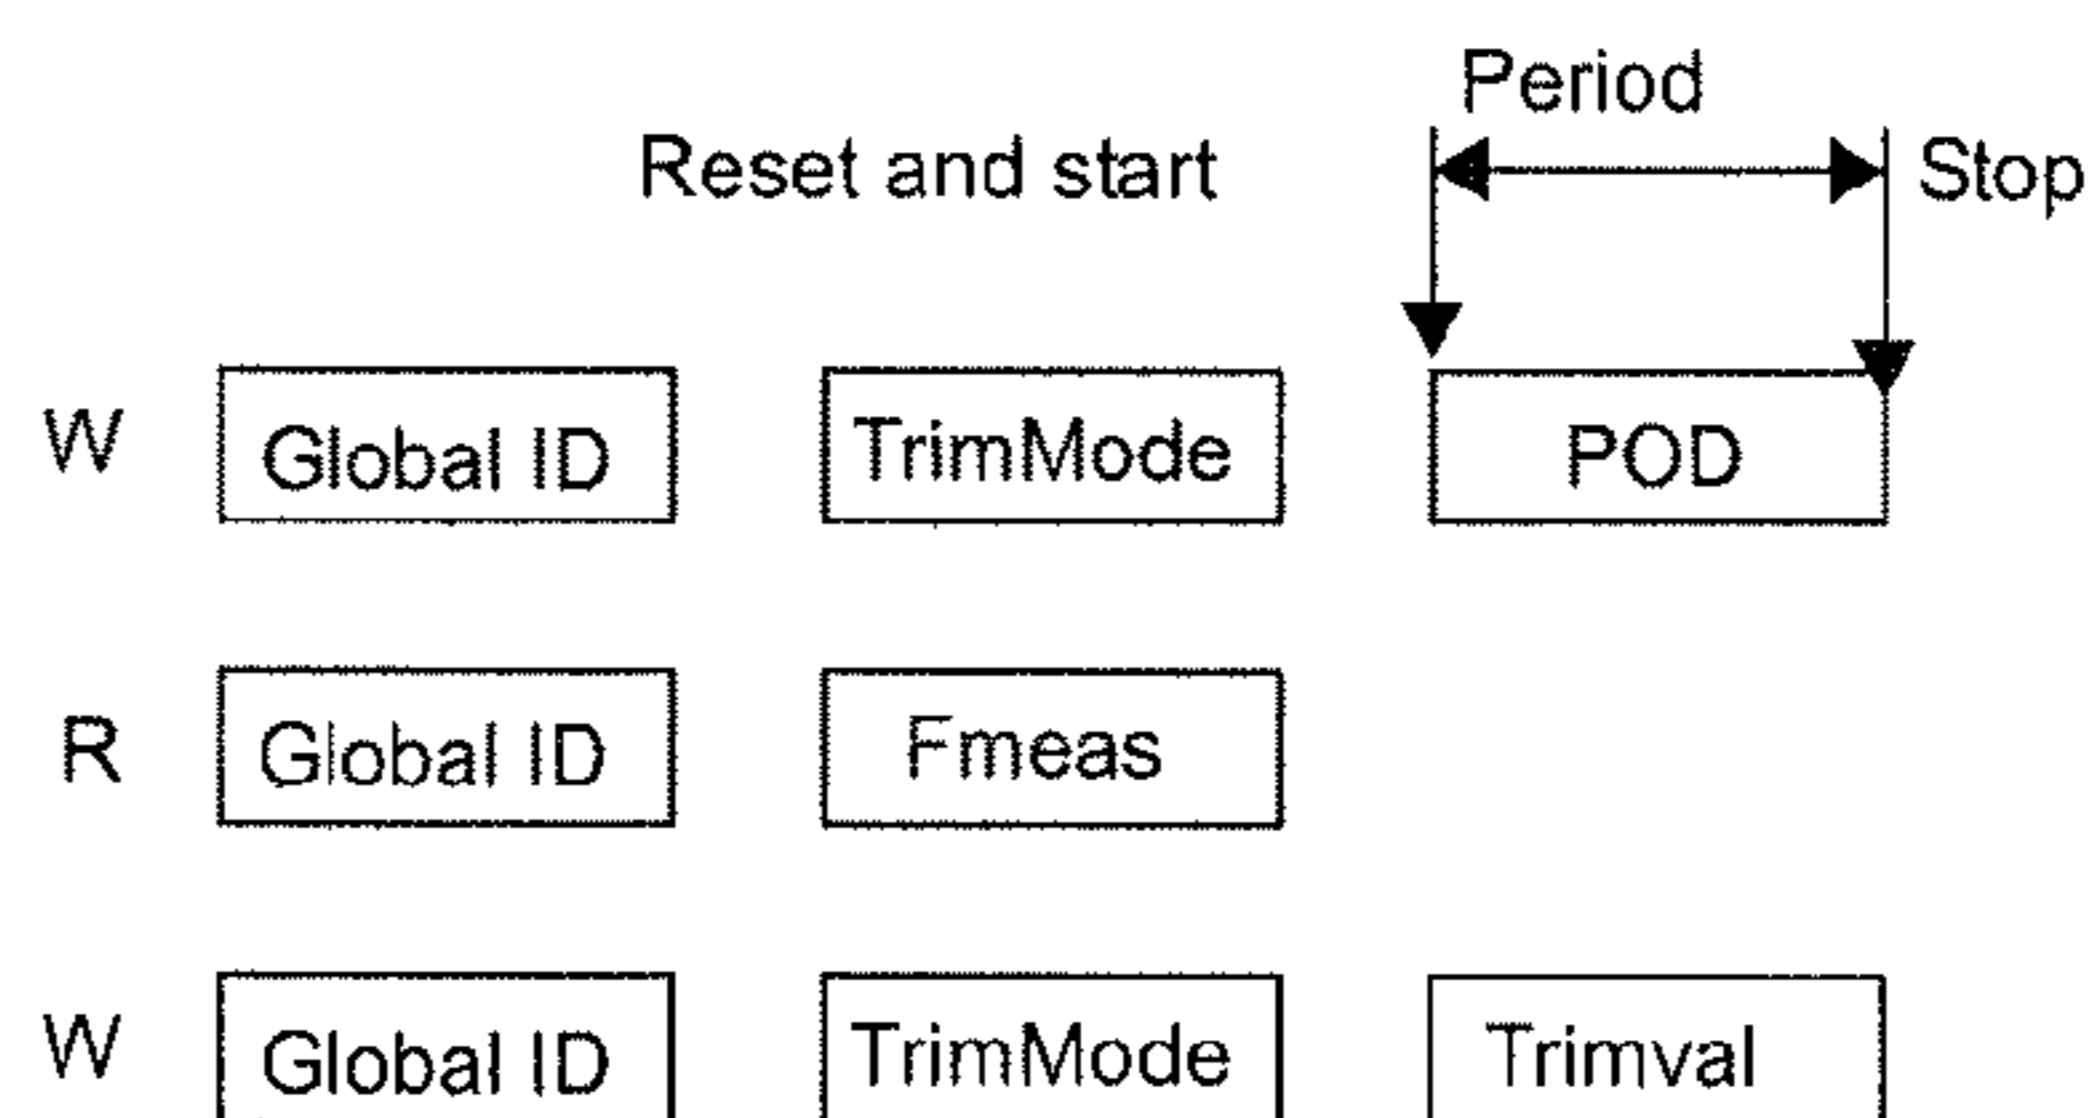 Period
Reset and start Stop
W Global ID TrimMode POD
R Global ID Fmeas
W Global ID TrimMode Trimval